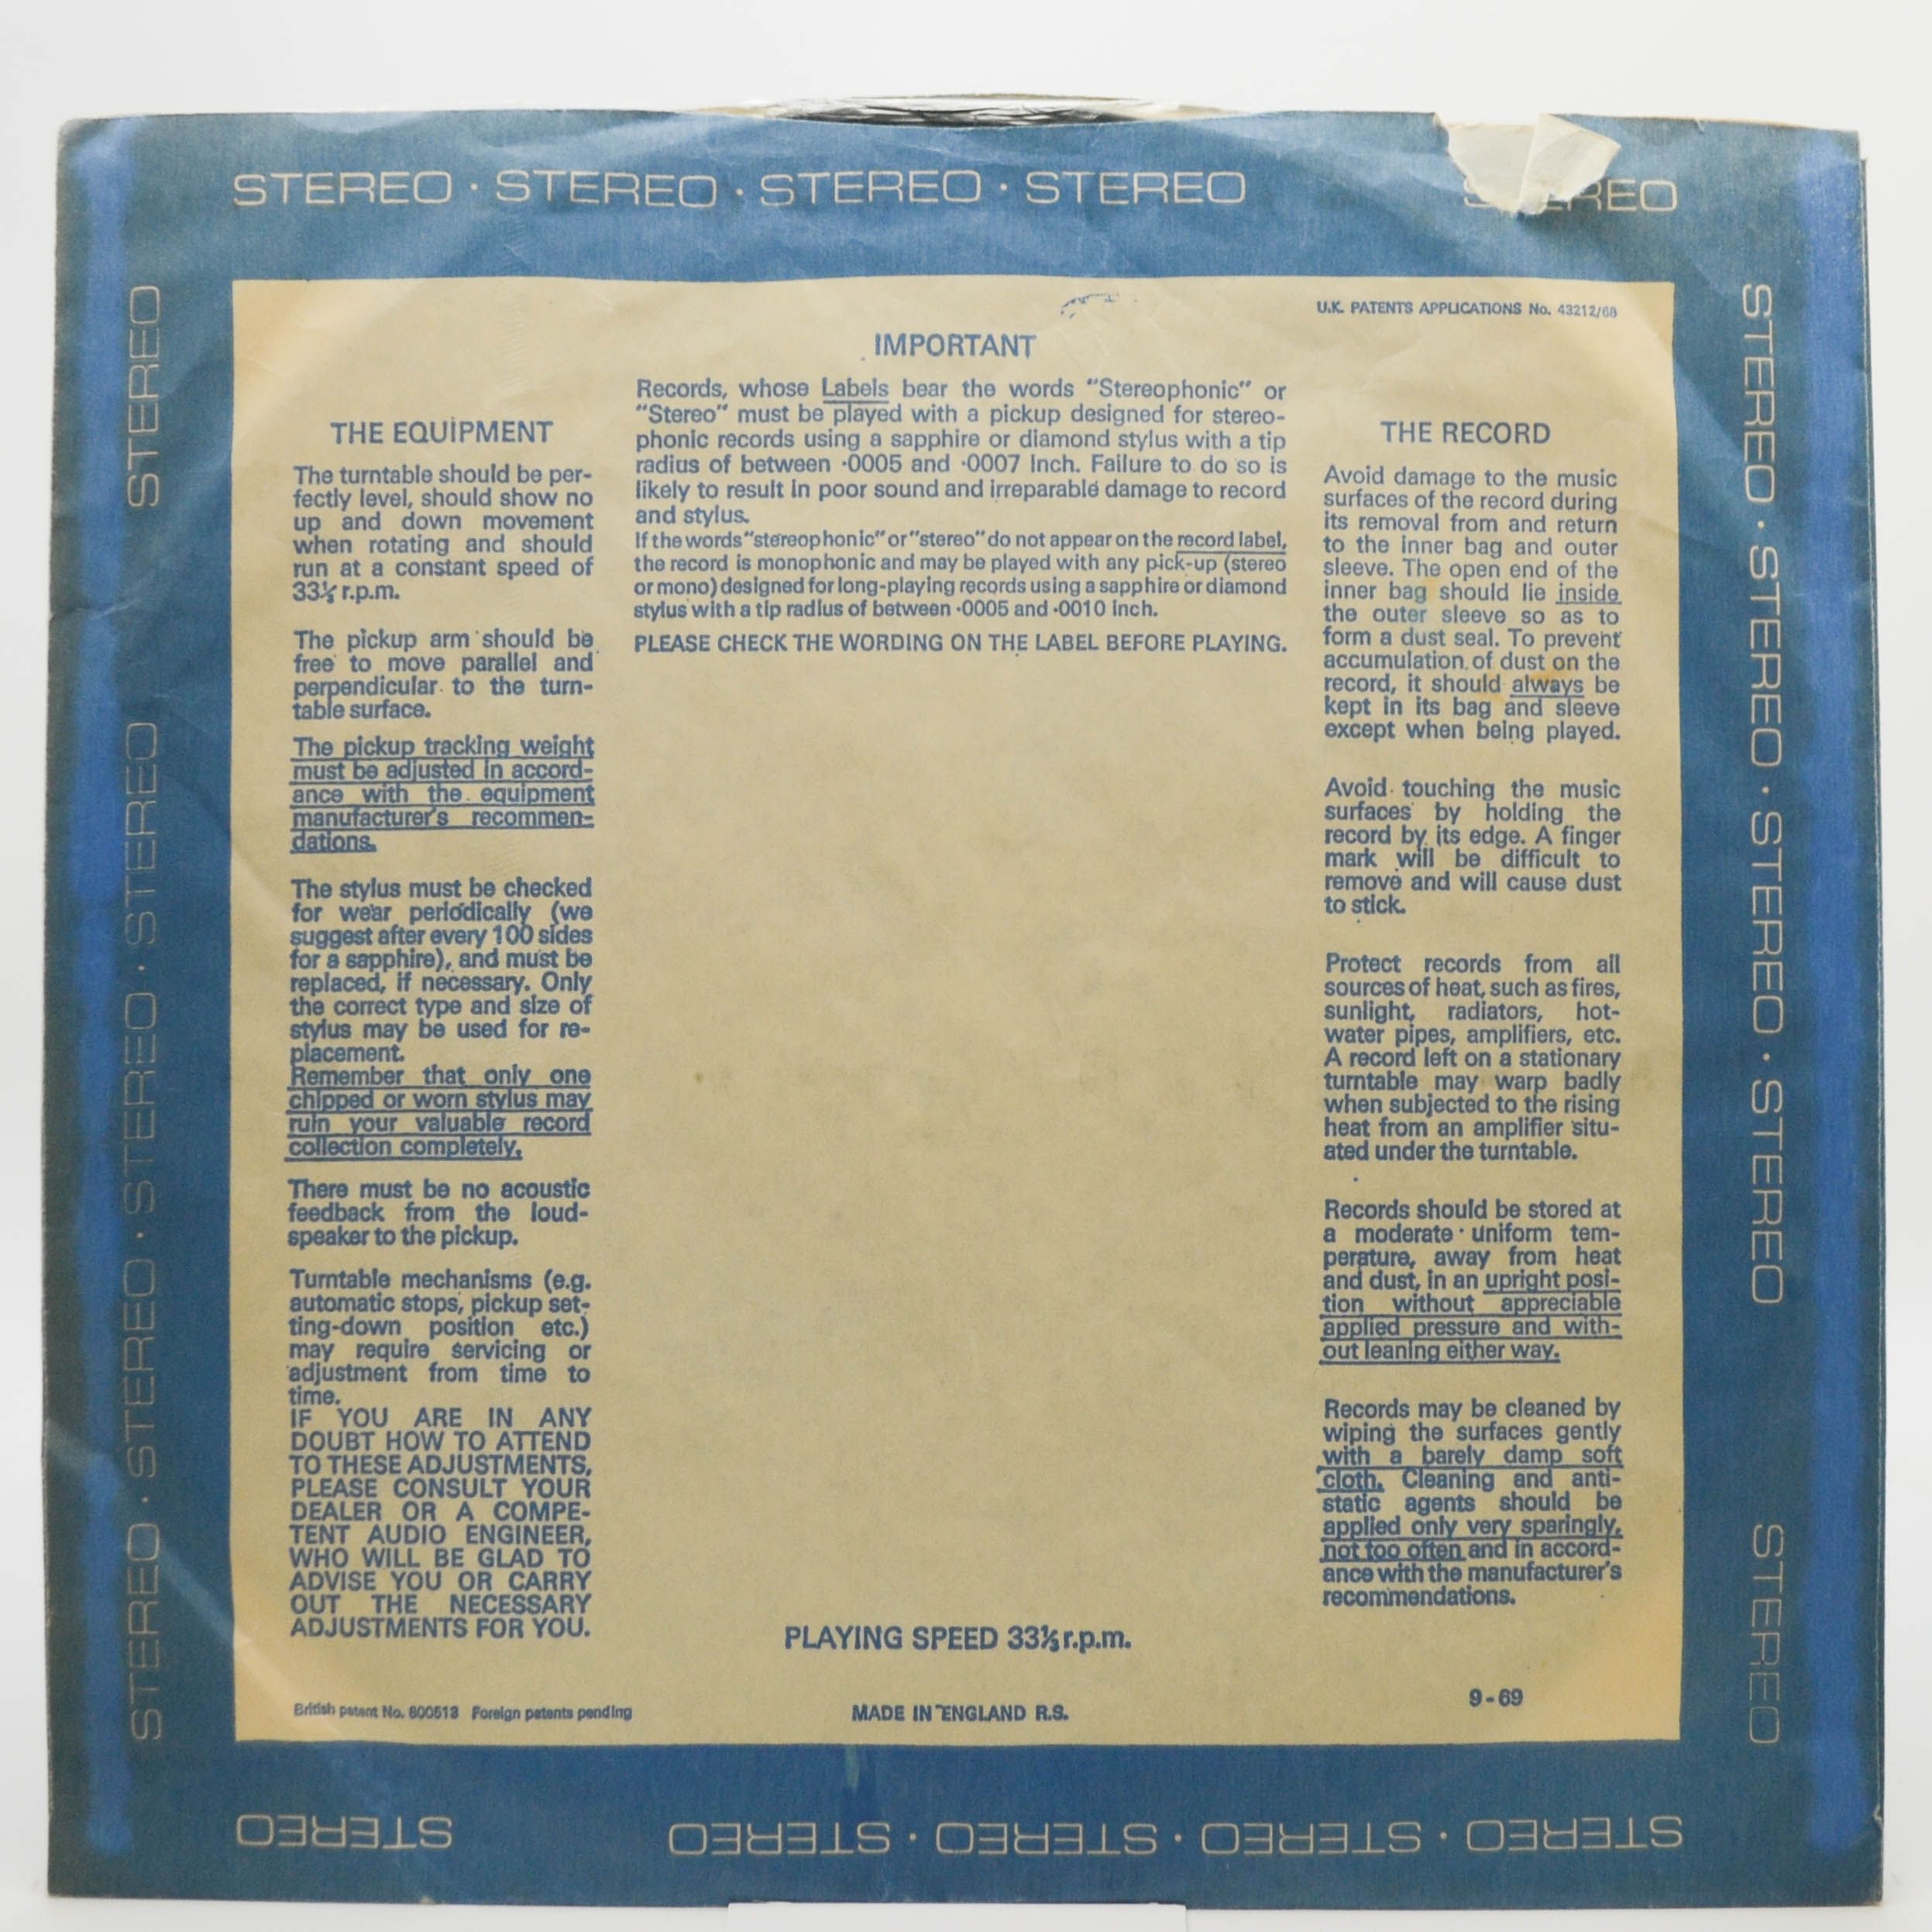 STEREO · STEREO · STEREO · STEREO
STEREO
U.K. PATENTS APPLICATIONS No. 43212/68
IMPORTANT
Records, whose Labels bear the words “Stereophonic” or
“Stereo” must be played with a pickup designed for stereo-
phonic records using a sapphire or diamond stylus with a tip
radius of between ·0005 and ·0007 Inch. Failure to do so is
likely to result in poor sound and irreparable damage to record
and stylus.
If the words “stereophonic” or “stereo” do not appear on the record label,
the record is monophonic and may be played with any pick-up (stereo
or mono) designed for long-playing records using a sapphire or diamond
stylus with a tip radius of between ·0005 and ·0010 Inch.
PLEASE CHECK THE WORDING ON THE LABEL BEFORE PLAYING.
THE EQUIPMENT
The turntable should be per-
fectly level, should show no
up and down movement
when rotating and should
run at a constant speed of
33⅓ r.p.m.
The pickup arm should be
free to move parallel and
perpendicular to the turn-
table surface.
The pickup tracking weight
must be adjusted in accord-
ance with the equipment
manufacturer's recommen-
dations.
The stylus must be checked
for wear periodically (we
suggest after every 100 sides
for a sapphire), and must be
replaced, if necessary. Only
the correct type and size of
stylus may be used for re-
placement.
Remember that only one
chipped or worn stylus may
ruin your valuable record
collection completely.
There must be no acoustic
feedback from the loud-
speaker to the pickup.
Turntable mechanisms (e.g.
automatic stops, pickup set-
ting-down position etc.)
may require servicing or
adjustment from time to
time.
IF YOU ARE IN ANY
DOUBT HOW TO ATTEND
TO THESE ADJUSTMENTS,
PLEASE CONSULT YOUR
DEALER OR A COMPE-
TENT AUDIO ENGINEER,
WHO WILL BE GLAD TO
ADVISE YOU OR CARRY
OUT THE NECESSARY
ADJUSTMENTS FOR YOU.
THE RECORD
Avoid damage to the music
surfaces of the record during
its removal from and return
to the inner bag and outer
sleeve. The open end of the
inner bag should lie inside
the outer sleeve so as to
form a dust seal. To prevent
accumulation of dust on the
record, it should always be
kept in its bag and sleeve
except when being played.
Avoid touching the music
surfaces by holding the
record by its edge. A finger
mark will be difficult to
remove and will cause dust
to stick.
Protect records from all
sources of heat, such as fires,
sunlight, radiators, hot-
water pipes, amplifiers, etc.
A record left on a stationary
turntable may warp badly
when subjected to the rising
heat from an amplifier situ-
ated under the turntable.
Records should be stored at
a moderate uniform tem-
perature, away from heat
and dust, in an upright posi-
tion without appreciable
applied pressure and with-
out leaning either way.
Records may be cleaned by
wiping the surfaces gently
with a barely damp soft
cloth. Cleaning and anti-
static agents should be
applied only very sparingly,
not too often and in accord-
ance with the manufacturer's
recommendations.
PLAYING SPEED 33⅓ r.p.m.
British patent No. 800513 Foreign patents pending
MADE IN ENGLAND R.S.
9-69
STEREO
STEREO · STEREO · STEREO · STEREO
STEREO · STEREO · STEREO · STEREO
STEREO
STEREO
STEREO · STEREO · STEREO · STEREO